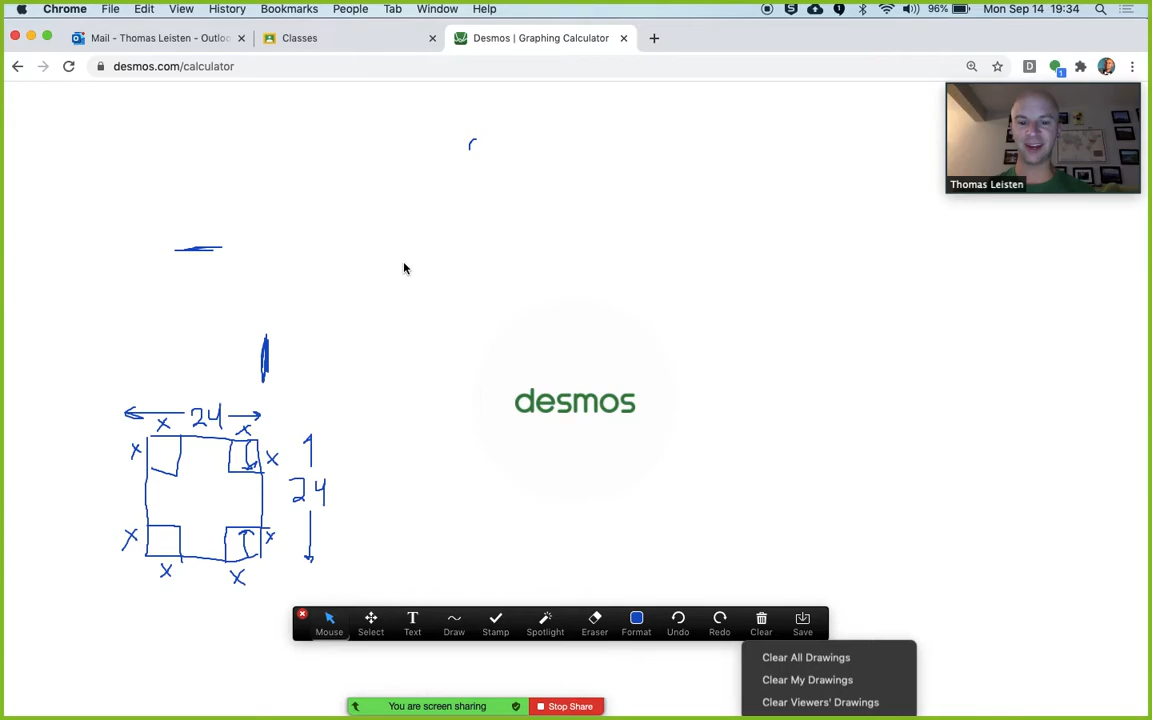 Chrome File Edit View History Bookmarks People Tab Window Help 96% Mon Sep 14 19:34
Mail - Thomas Leisten - Outloo Classes Desmos | Graphing Calculator
desmos.com/calculator
D
1
Thomas Leisten
desmos
24
x x
x x
24
x x
x x
Mouse Select Text Draw Stamp Spotlight Eraser Format Undo Redo Clear Save
Clear All Drawings
Clear My Drawings
Clear Viewers' Drawings
You are screen sharing Stop Share